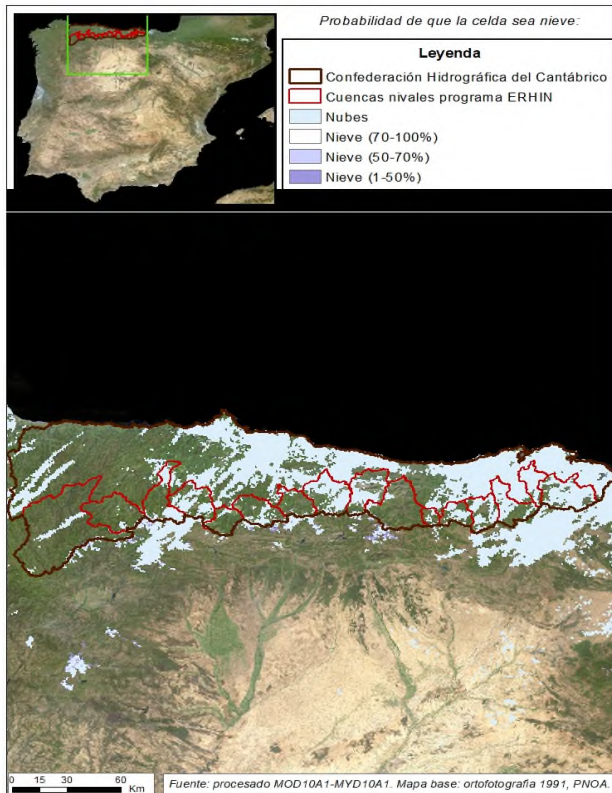 Probabilidad de que la celda sea nieve:
Leyenda
Confederación Hidrográfica del Cantábrico
Cuencas nivales programa ERHIN
Nubes
Nieve (70-100%)
Nieve (50-70%)
Nieve (1-50%)
0 15 30 60
Km
Fuente: procesado MOD10A1-MYD10A1. Mapa base: ortofotografía 1991, PNOA.